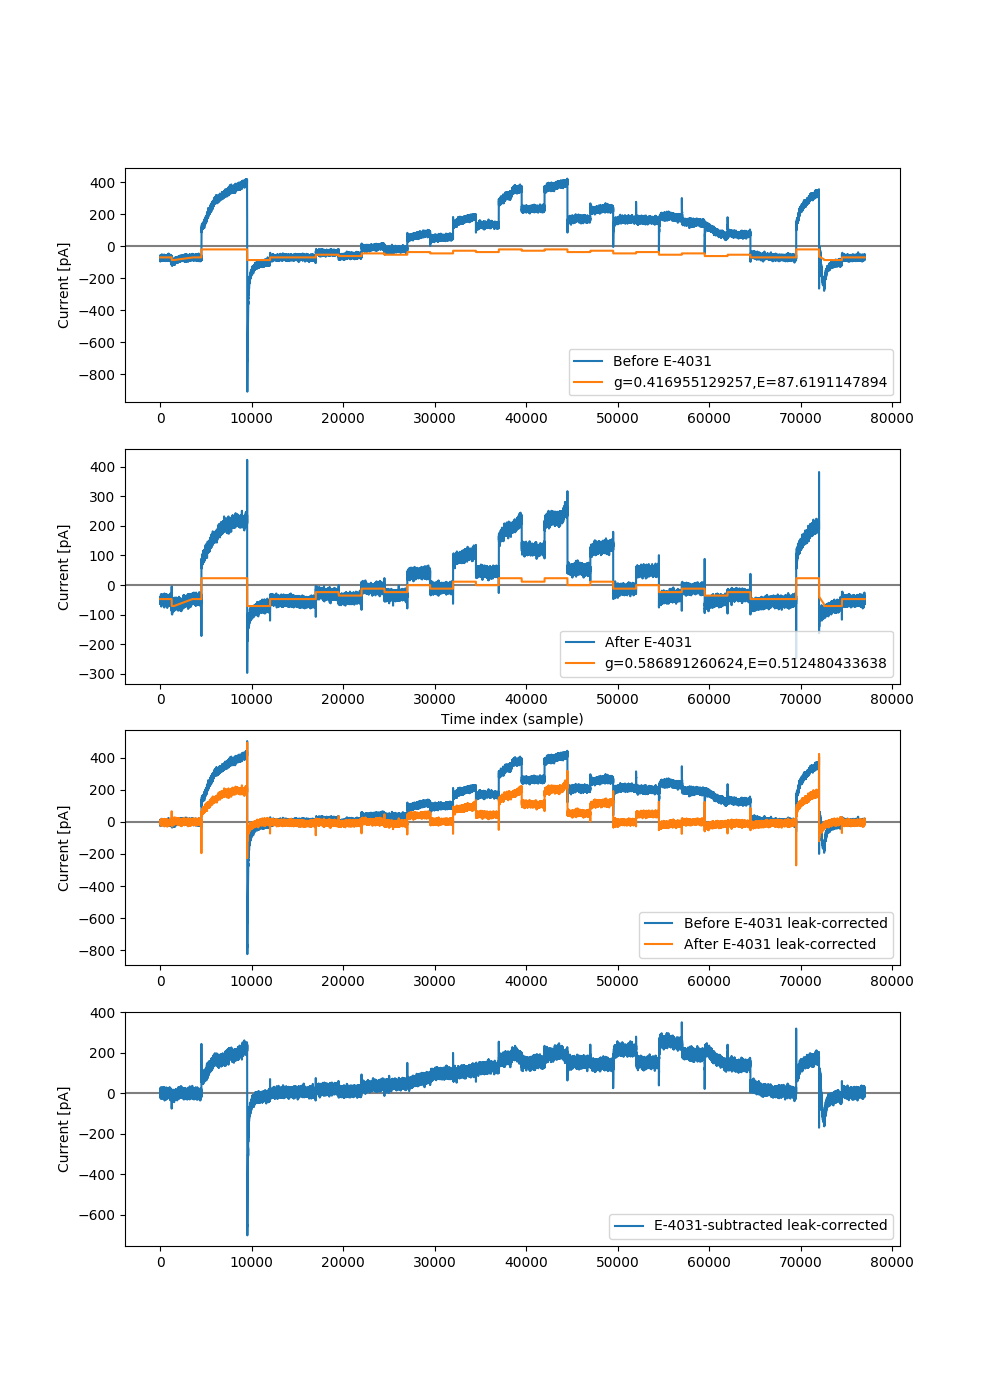 400
200
0
−200
−400
−600
−800
Current [pA]
Before E-4031
g=0.416955129257,E=87.6191147894
0 10000 20000 30000 40000 50000 60000 70000 80000
400
300
200
100
0
−100
−200
−300
Current [pA]
After E-4031
g=0.586891260624,E=0.512480433638
0 10000 20000 30000 40000 50000 60000 70000 80000
Time index (sample)
400
200
0
−200
−400
−600
−800
Current [pA]
Before E-4031 leak-corrected
After E-4031 leak-corrected
0 10000 20000 30000 40000 50000 60000 70000 80000
400
200
0
−200
−400
−600
Current [pA]
E-4031-subtracted leak-corrected
0 10000 20000 30000 40000 50000 60000 70000 80000